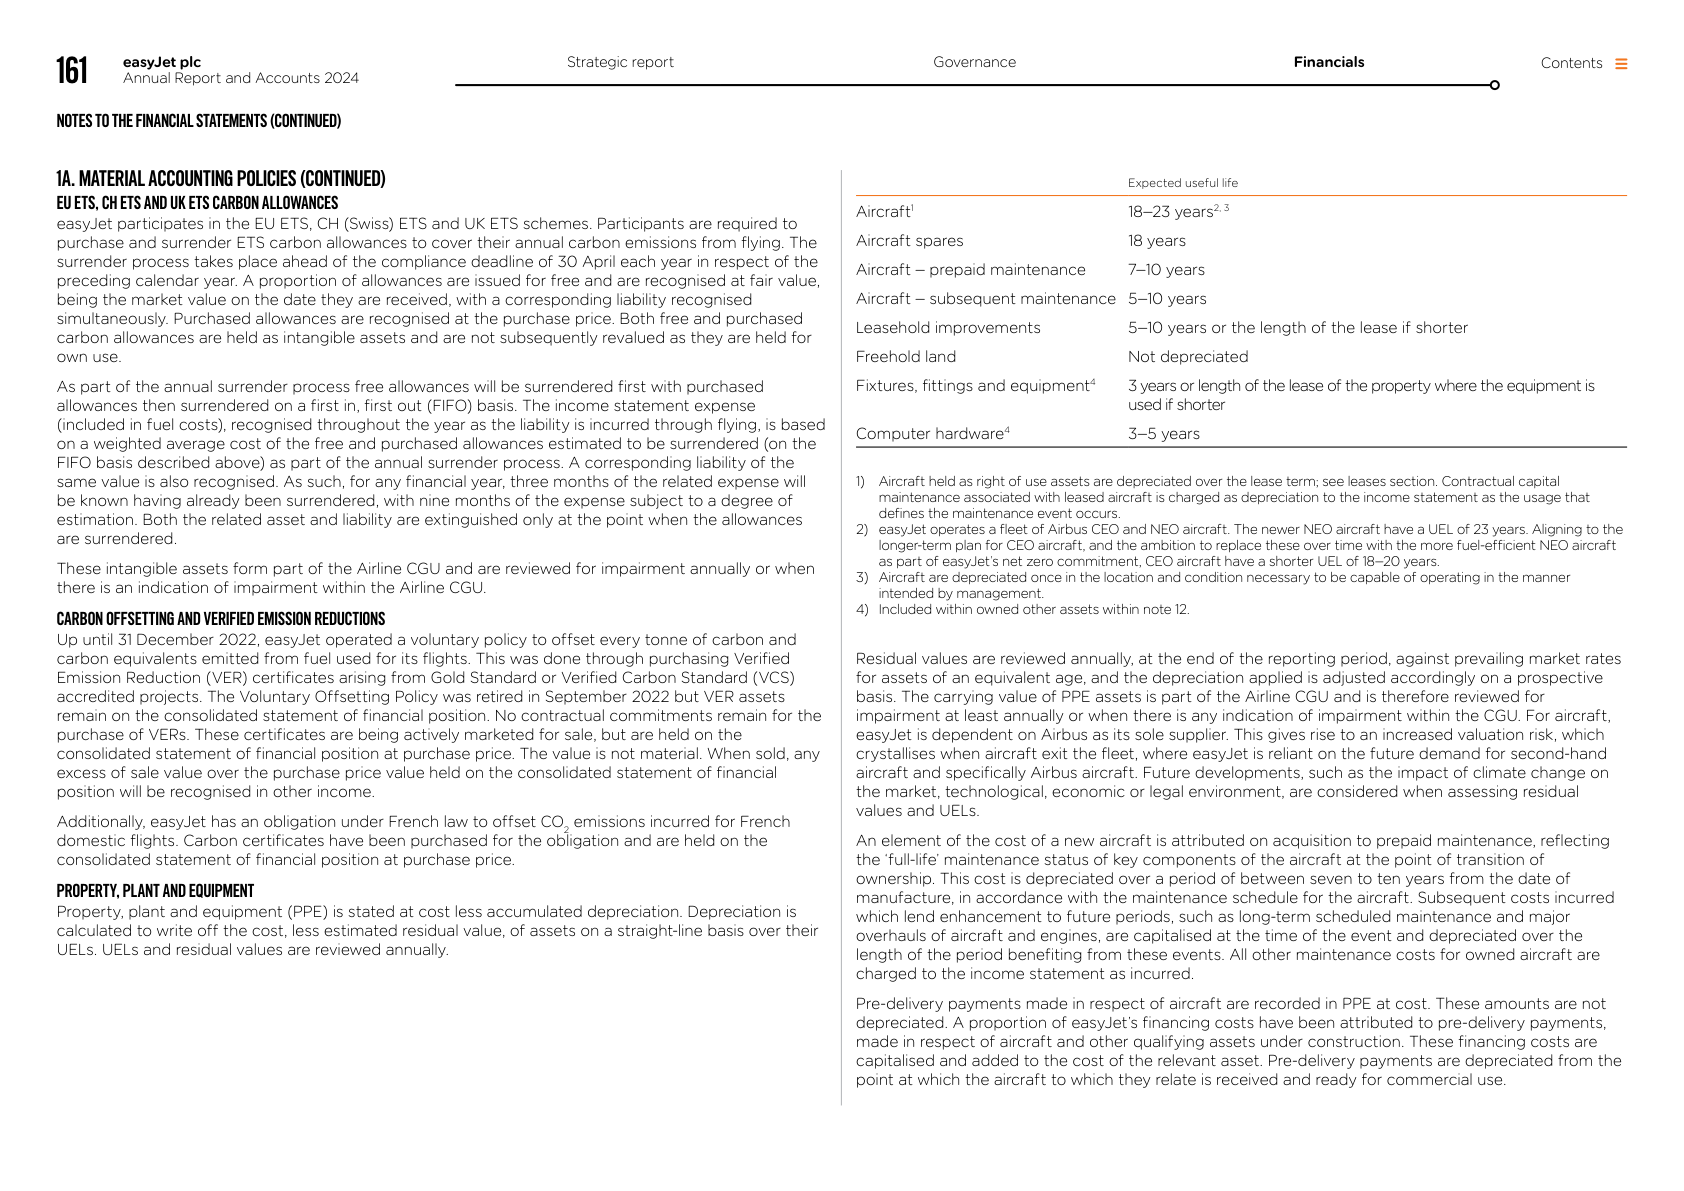 161
easyJet plc
Annual Report and Accounts 2024
Strategic report
Governance
Financials
Contents
NOTES TO THE FINANCIAL STATEMENTS (CONTINUED)
1A. MATERIAL ACCOUNTING POLICIES (CONTINUED)
EU ETS, CH ETS AND UK ETS CARBON ALLOWANCES
easyJet participates in the EU ETS, CH (Swiss) ETS and UK ETS schemes. Participants are required to
purchase and surrender ETS carbon allowances to cover their annual carbon emissions from flying. The
surrender process takes place ahead of the compliance deadline of 30 April each year in respect of the
preceding calendar year. A proportion of allowances are issued for free and are recognised at fair value,
being the market value on the date they are received, with a corresponding liability recognised
simultaneously. Purchased allowances are recognised at the purchase price. Both free and purchased
carbon allowances are held as intangible assets and are not subsequently revalued as they are held for
own use.
As part of the annual surrender process free allowances will be surrendered first with purchased
allowances then surrendered on a first in, first out (FIFO) basis. The income statement expense
(included in fuel costs), recognised throughout the year as the liability is incurred through flying, is based
on a weighted average cost of the free and purchased allowances estimated to be surrendered (on the
FIFO basis described above) as part of the annual surrender process. A corresponding liability of the
same value is also recognised. As such, for any financial year, three months of the related expense will
be known having already been surrendered, with nine months of the expense subject to a degree of
estimation. Both the related asset and liability are extinguished only at the point when the allowances
are surrendered.
These intangible assets form part of the Airline CGU and are reviewed for impairment annually or when
there is an indication of impairment within the Airline CGU.
CARBON OFFSETTING AND VERIFIED EMISSION REDUCTIONS
Up until 31 December 2022, easyJet operated a voluntary policy to offset every tonne of carbon and
carbon equivalents emitted from fuel used for its flights. This was done through purchasing Verified
Emission Reduction (VER) certificates arising from Gold Standard or Verified Carbon Standard (VCS)
accredited projects. The Voluntary Offsetting Policy was retired in September 2022 but VER assets
remain on the consolidated statement of financial position. No contractual commitments remain for the
purchase of VERs. These certificates are being actively marketed for sale, but are held on the
consolidated statement of financial position at purchase price. The value is not material. When sold, any
excess of sale value over the purchase price value held on the consolidated statement of financial
position will be recognised in other income.
Additionally, easyJet has an obligation under French law to offset CO2 emissions incurred for French
domestic flights. Carbon certificates have been purchased for the obligation and are held on the
consolidated statement of financial position at purchase price.
PROPERTY, PLANT AND EQUIPMENT
Property, plant and equipment (PPE) is stated at cost less accumulated depreciation. Depreciation is
calculated to write off the cost, less estimated residual value, of assets on a straight-line basis over their
UELs. UELs and residual values are reviewed annually.
Expected useful life
Aircraft1 18–23 years2, 3
Aircraft spares 18 years
Aircraft – prepaid maintenance 7–10 years
Aircraft – subsequent maintenance 5–10 years
Leasehold improvements 5–10 years or the length of the lease if shorter
Freehold land Not depreciated
Fixtures, fittings and equipment4 3 years or length of the lease of the property where the equipment is
used if shorter
Computer hardware4 3–5 years
1) Aircraft held as right of use assets are depreciated over the lease term; see leases section. Contractual capital
maintenance associated with leased aircraft is charged as depreciation to the income statement as the usage that
defines the maintenance event occurs.
2) easyJet operates a fleet of Airbus CEO and NEO aircraft. The newer NEO aircraft have a UEL of 23 years. Aligning to the
longer-term plan for CEO aircraft, and the ambition to replace these over time with the more fuel-efficient NEO aircraft
as part of easyJet's net zero commitment, CEO aircraft have a shorter UEL of 18–20 years.
3) Aircraft are depreciated once in the location and condition necessary to be capable of operating in the manner
intended by management.
4) Included within owned other assets within note 12.
Residual values are reviewed annually, at the end of the reporting period, against prevailing market rates
for assets of an equivalent age, and the depreciation applied is adjusted accordingly on a prospective
basis. The carrying value of PPE assets is part of the Airline CGU and is therefore reviewed for
impairment at least annually or when there is any indication of impairment within the CGU. For aircraft,
easyJet is dependent on Airbus as its sole supplier. This gives rise to an increased valuation risk, which
crystallises when aircraft exit the fleet, where easyJet is reliant on the future demand for second-hand
aircraft and specifically Airbus aircraft. Future developments, such as the impact of climate change on
the market, technological, economic or legal environment, are considered when assessing residual
values and UELs.
An element of the cost of a new aircraft is attributed on acquisition to prepaid maintenance, reflecting
the 'full-life' maintenance status of key components of the aircraft at the point of transition of
ownership. This cost is depreciated over a period of between seven to ten years from the date of
manufacture, in accordance with the maintenance schedule for the aircraft. Subsequent costs incurred
which lend enhancement to future periods, such as long-term scheduled maintenance and major
overhauls of aircraft and engines, are capitalised at the time of the event and depreciated over the
length of the period benefiting from these events. All other maintenance costs for owned aircraft are
charged to the income statement as incurred.
Pre-delivery payments made in respect of aircraft are recorded in PPE at cost. These amounts are not
depreciated. A proportion of easyJet's financing costs have been attributed to pre-delivery payments,
made in respect of aircraft and other qualifying assets under construction. These financing costs are
capitalised and added to the cost of the relevant asset. Pre-delivery payments are depreciated from the
point at which the aircraft to which they relate is received and ready for commercial use.